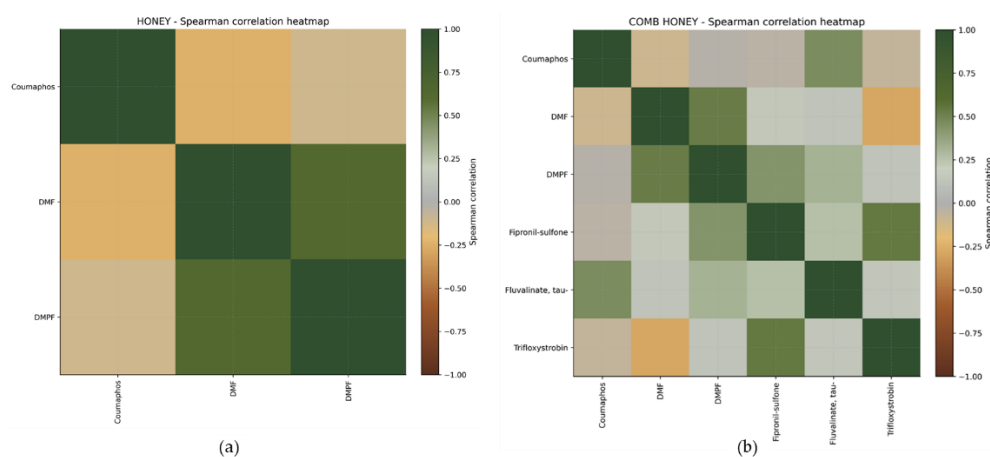 HONEY - Spearman correlation heatmap
Coumaphos
DMF
DMPF
Coumaphos
DMF
DMPF
1.00
0.75
0.50
0.25
0.00
−0.25
−0.50
−0.75
−1.00
Spearman correlation
(a)
COMB HONEY - Spearman correlation heatmap
Coumaphos
DMF
DMPF
Fipronil-sulfone
Fluvalinate, tau-
Trifloxystrobin
Coumaphos
DMF
DMPF
Fipronil-sulfone
Fluvalinate, tau-
Trifloxystrobin
1.00
0.75
0.50
0.25
0.00
−0.25
−0.50
−0.75
−1.00
Spearman correlation
(b)